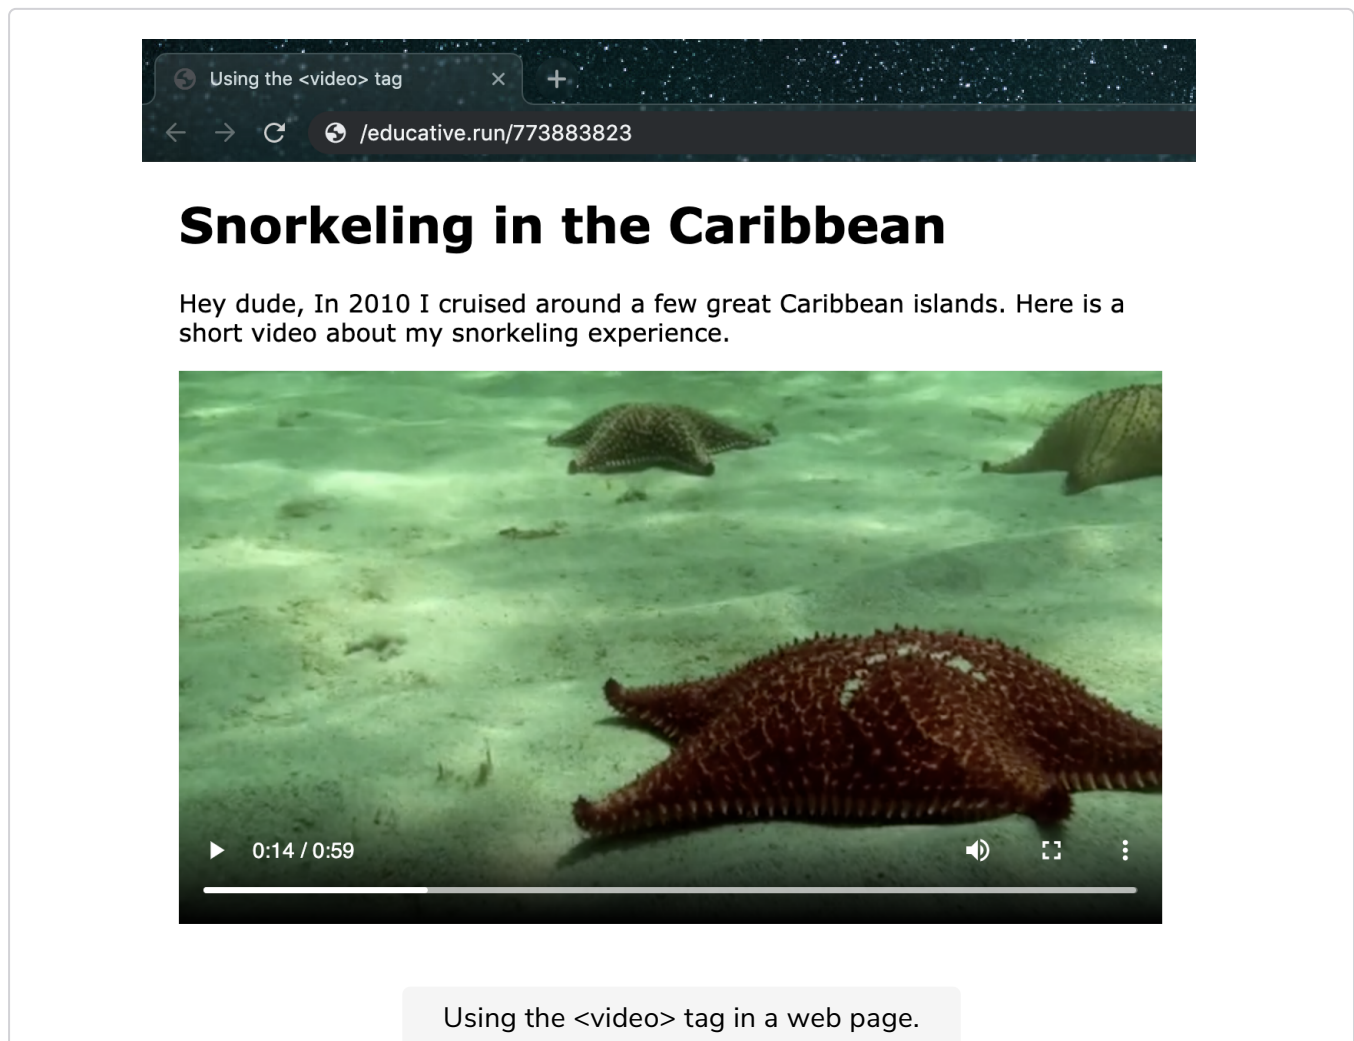 Using the <video> tag
/educative.run/773883823
Snorkeling in the Caribbean
Hey dude, In 2010 I cruised around a few great Caribbean islands. Here is a
short video about my snorkeling experience.
0:14 / 0:59
Using the <video> tag in a web page.